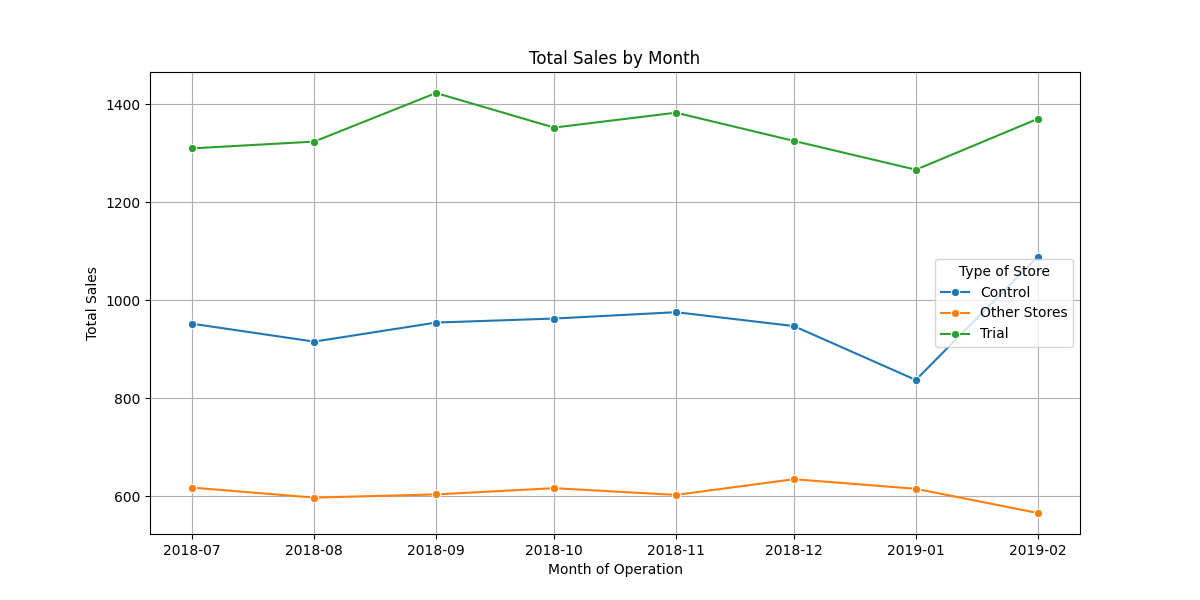 Total Sales by Month
Total Sales
1400
1200
1000
800
600
Type of Store
Control
Other Stores
Trial
2018-07 2018-08 2018-09 2018-10 2018-11 2018-12 2019-01 2019-02
Month of Operation